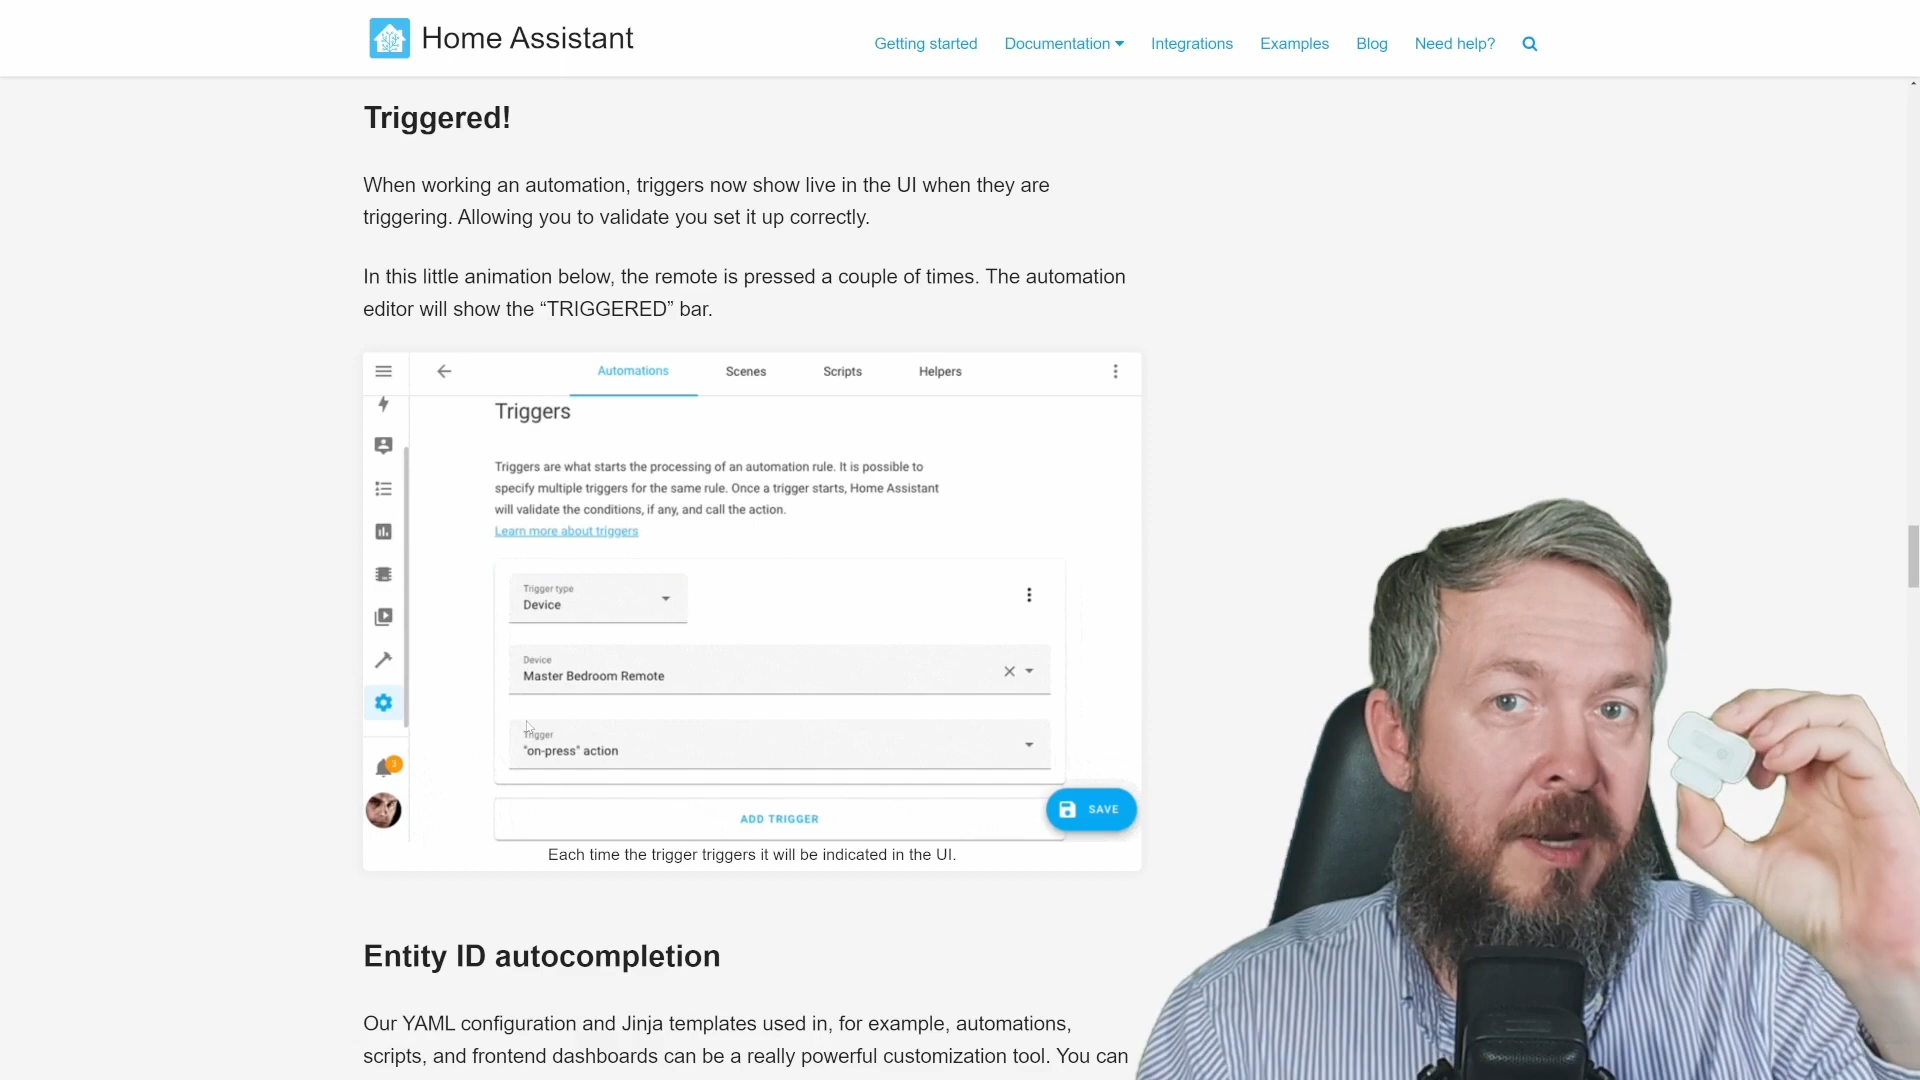 Home Assistant
Getting started
Documentation
Integrations
Examples
Blog
Need help?
Triggered!
When working an automation, triggers now show live in the UI when they are
triggering. Allowing you to validate you set it up correctly.
In this little animation below, the remote is pressed a couple of times. The automation
editor will show the “TRIGGERED” bar.
Automations
Scenes
Scripts
Helpers
Triggers
Triggers are what starts the processing of an automation rule. It is possible to
specify multiple triggers for the same rule. Once a trigger starts, Home Assistant
will validate the conditions, if any, and call the action.
Learn more about triggers
Trigger type
Device
Device
Master Bedroom Remote
Trigger
"on-press" action
3
SAVE
ADD TRIGGER
Each time the trigger triggers it will be indicated in the UI.
Entity ID autocompletion
Our YAML configuration and Jinja templates used in, for example, automations,
scripts, and frontend dashboards can be a really powerful customization tool. You can